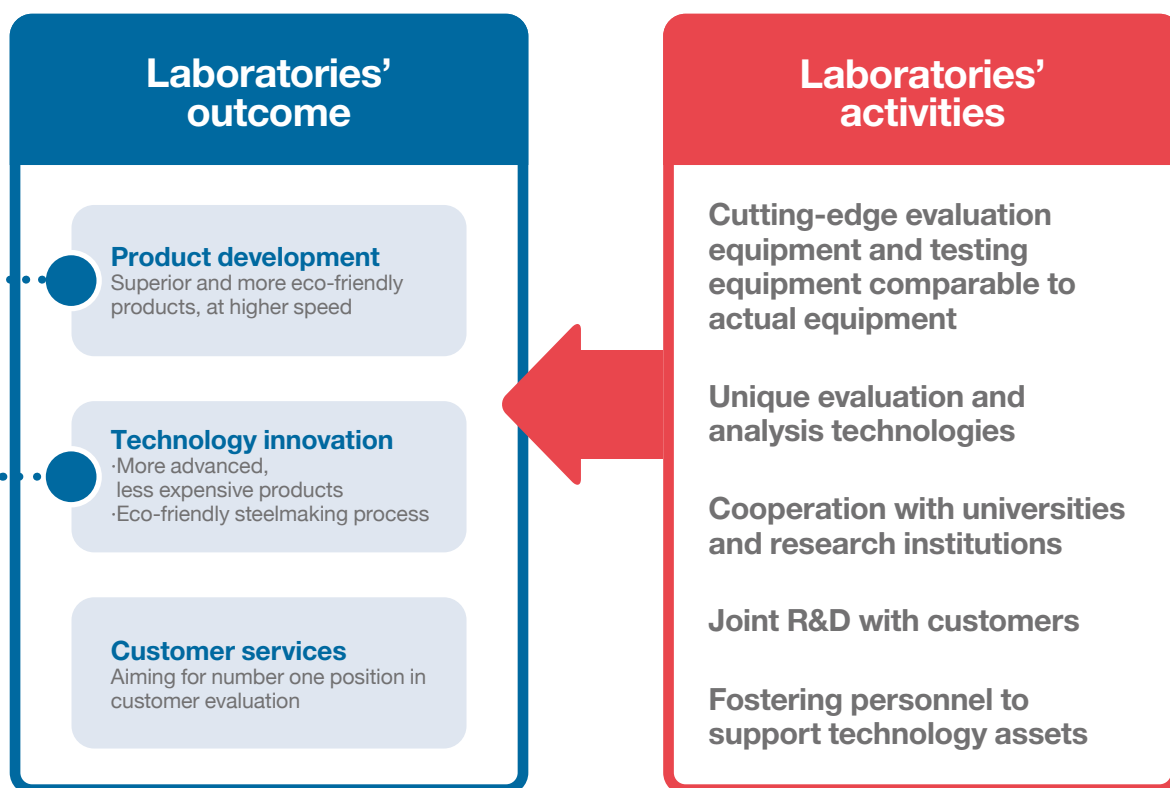 Laboratories’
outcome
Product development
Superior and more eco-friendly
products, at higher speed
Technology innovation
·More advanced,
less expensive products
·Eco-friendly steelmaking process
Customer services
Aiming for number one position in
customer evaluation
Laboratories’
activities
Cutting-edge evaluation
equipment and testing
equipment comparable to
actual equipment
Unique evaluation and
analysis technologies
Cooperation with universities
and research institutions
Joint R&D with customers
Fostering personnel to
support technology assets